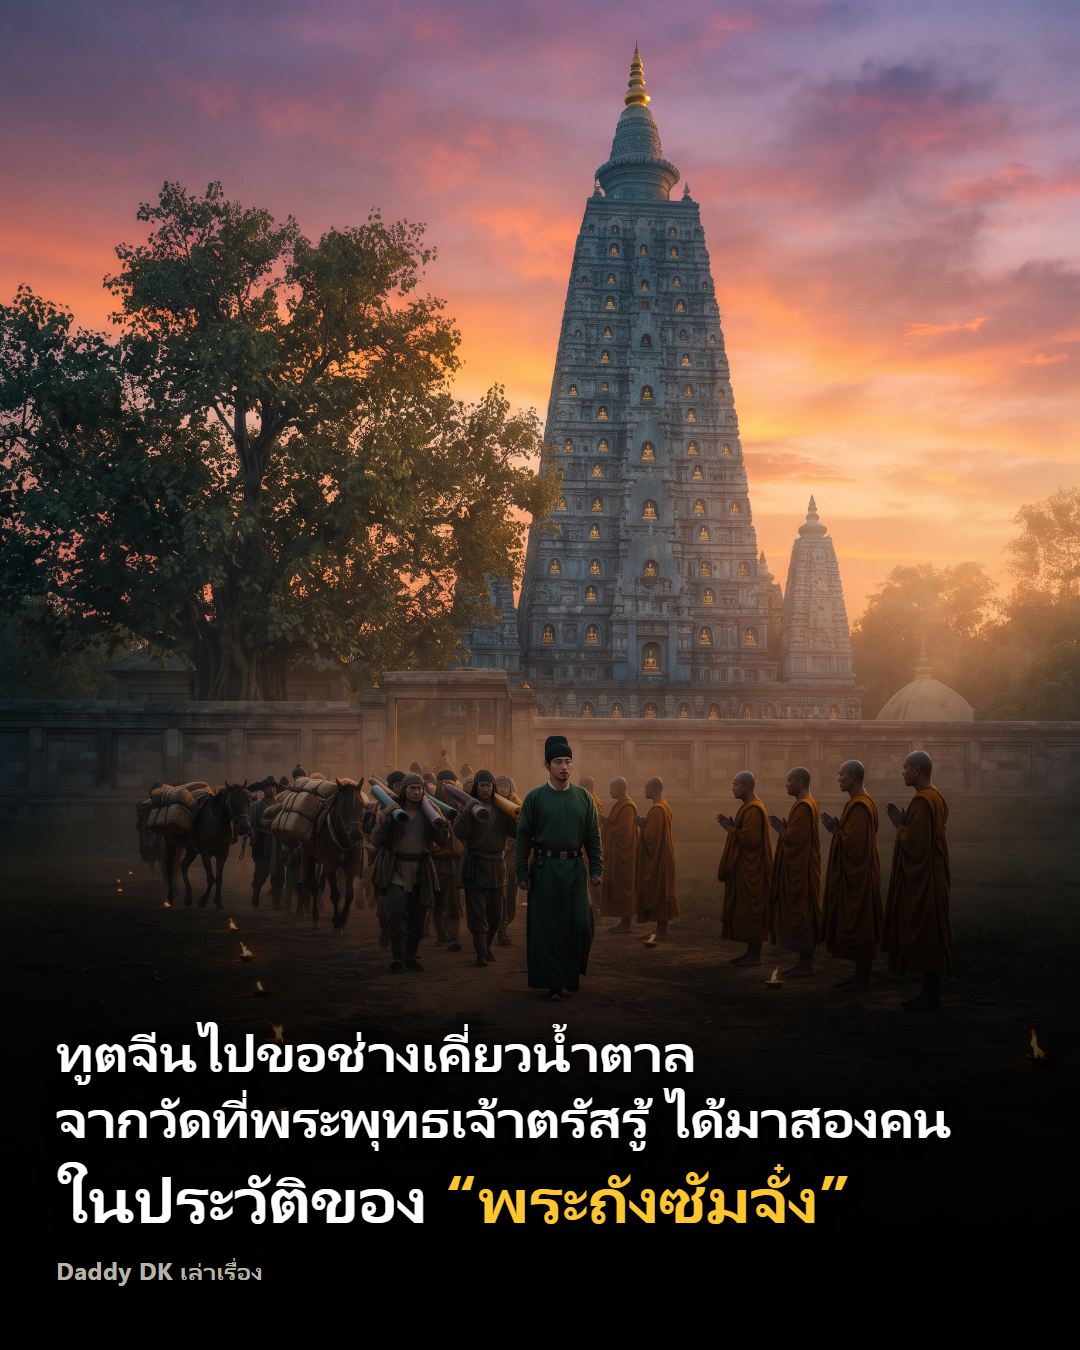 ทูตจีนไปขอช่างเคี่ยวน้ำตาล
จากวัดที่พระพุทธเจ้าตรัสรู้ ได้มาสองคน
ในประวัติของ “พระถังซัมจั๋ง”
Daddy DK เล่าเรื่อง